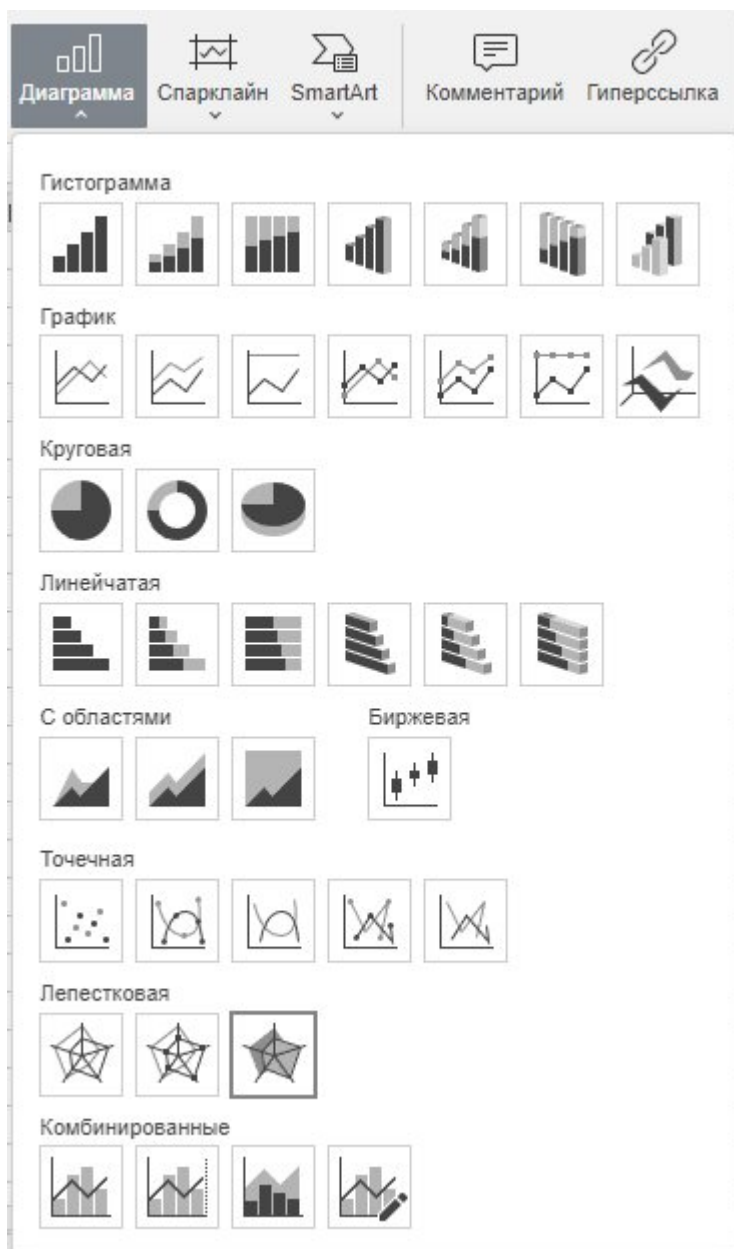 Диаграмма Спарклайн SmartArt Комментарий Гиперссылка
Гистограмма
График
Круговая
Линейчатая
С областями Биржевая
Точечная
Лепестковая
Комбинированные